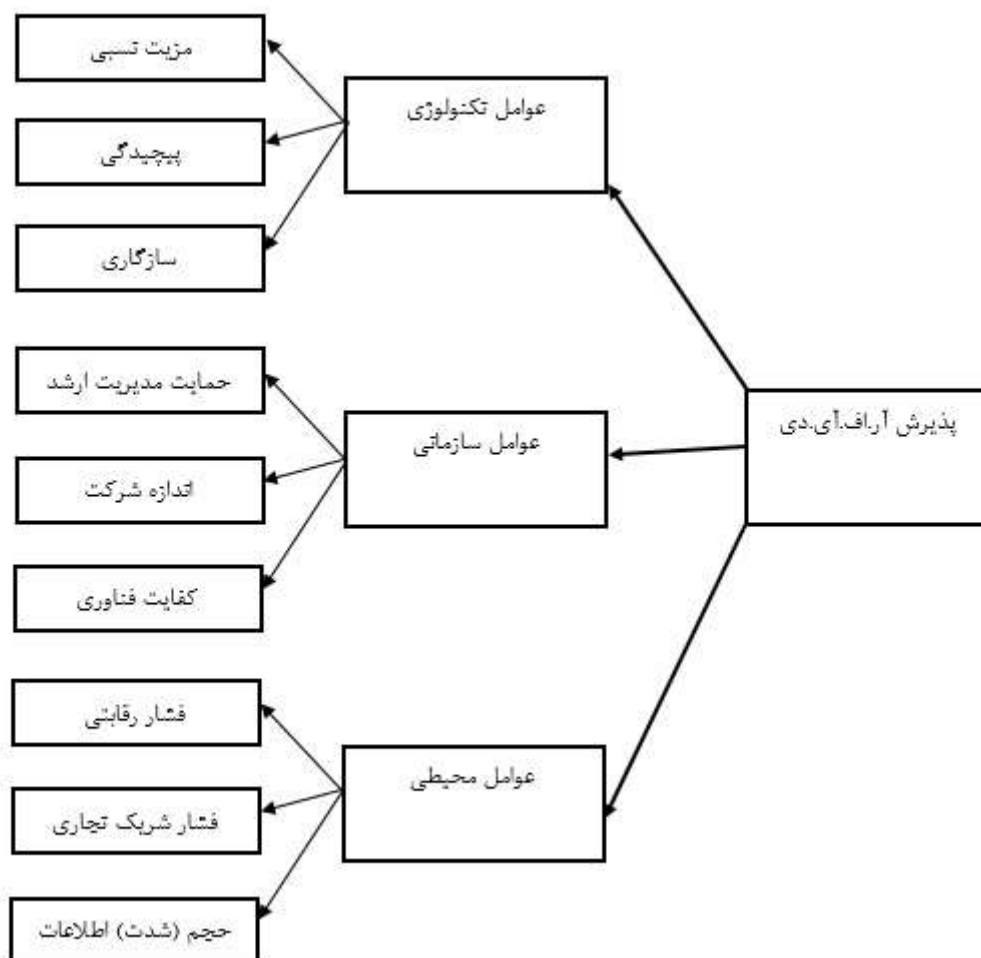 پذیرش آر.اف.آی.دی
عوامل تکنولوژی
مزیت نسبی
پیچیدگی
سازگاری
عوامل سازمانی
حمایت مدیریت ارشد
اندازه شرکت
کفایت فناوری
عوامل محیطی
فشار رقابتی
فشار شریک تجاری
حجم (شدت) اطلاعات